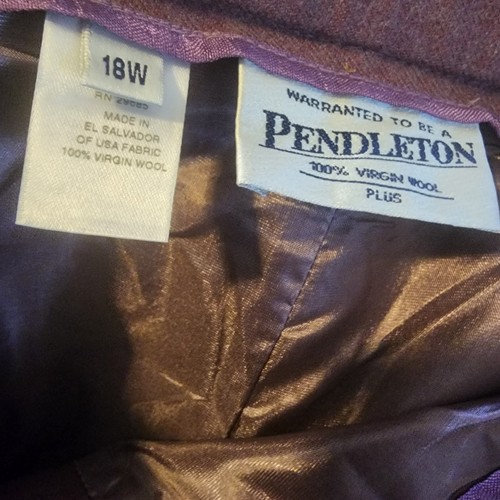 18W
MADE IN
EL SALVADOR
OF USA FABRIC
100% VIRGIN WOOL
WARRANTED TO BE A
PENDLETON
100% VIRGIN WOOL
PLUS